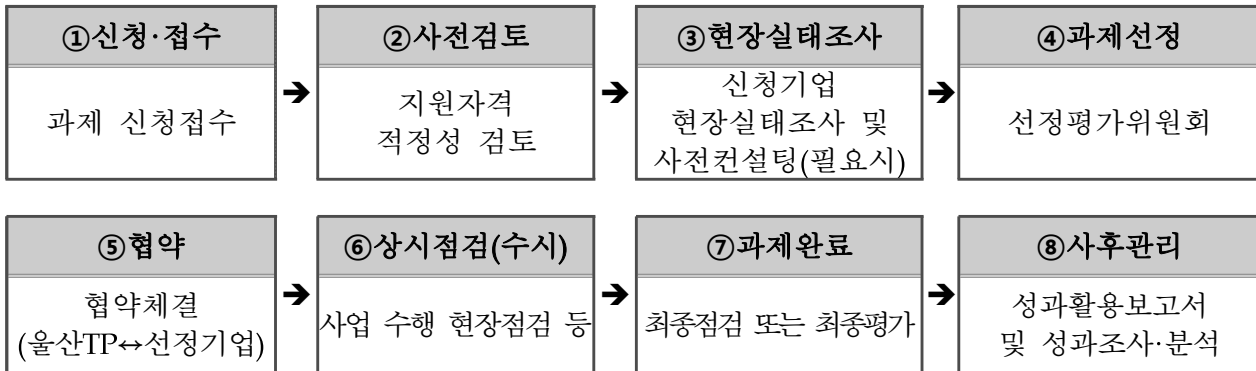 ①신청·접수
과제 신청접수
➔
②사전검토
지원자격
적정성 검토
➔
③현장실태조사
신청기업
현장실태조사 및
사전컨설팅(필요시)
➔
④과제선정
선정평가위원회
⑤협약
협약체결
(울산TP↔선정기업)
➔
⑥상시점검(수시)
사업 수행 현장점검 등
➔
⑦과제완료
최종점검 또는 최종평가
➔
⑧사후관리
성과활용보고서
및 성과조사·분석